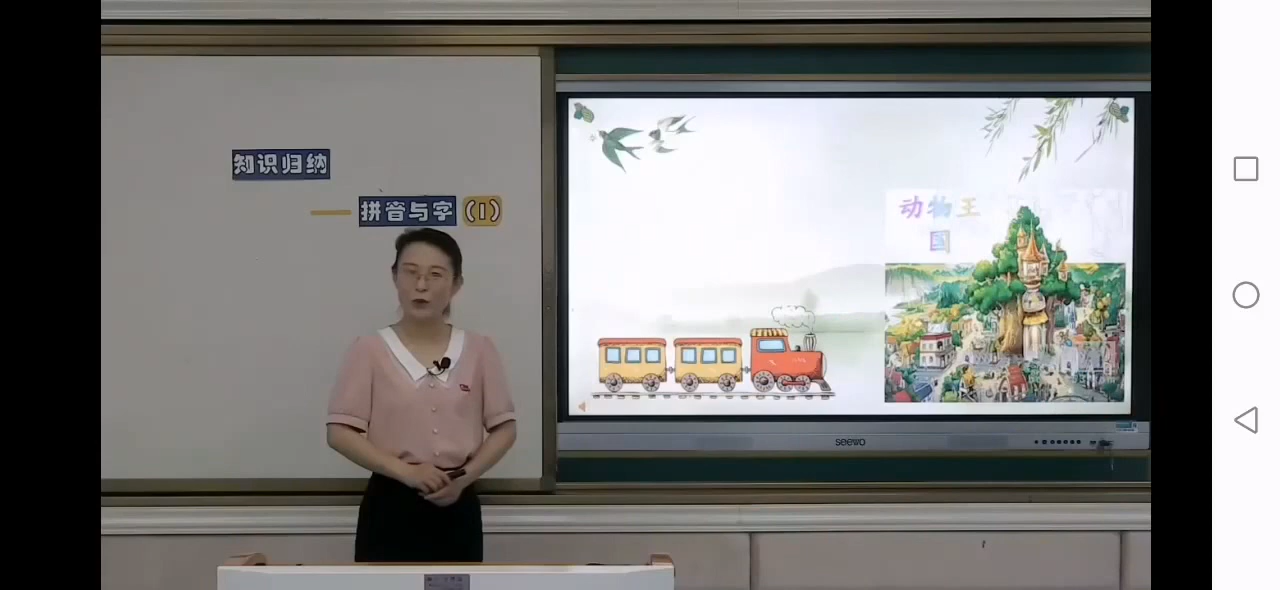 知识归纳
拼音与字(1)
动物王
国
seewo